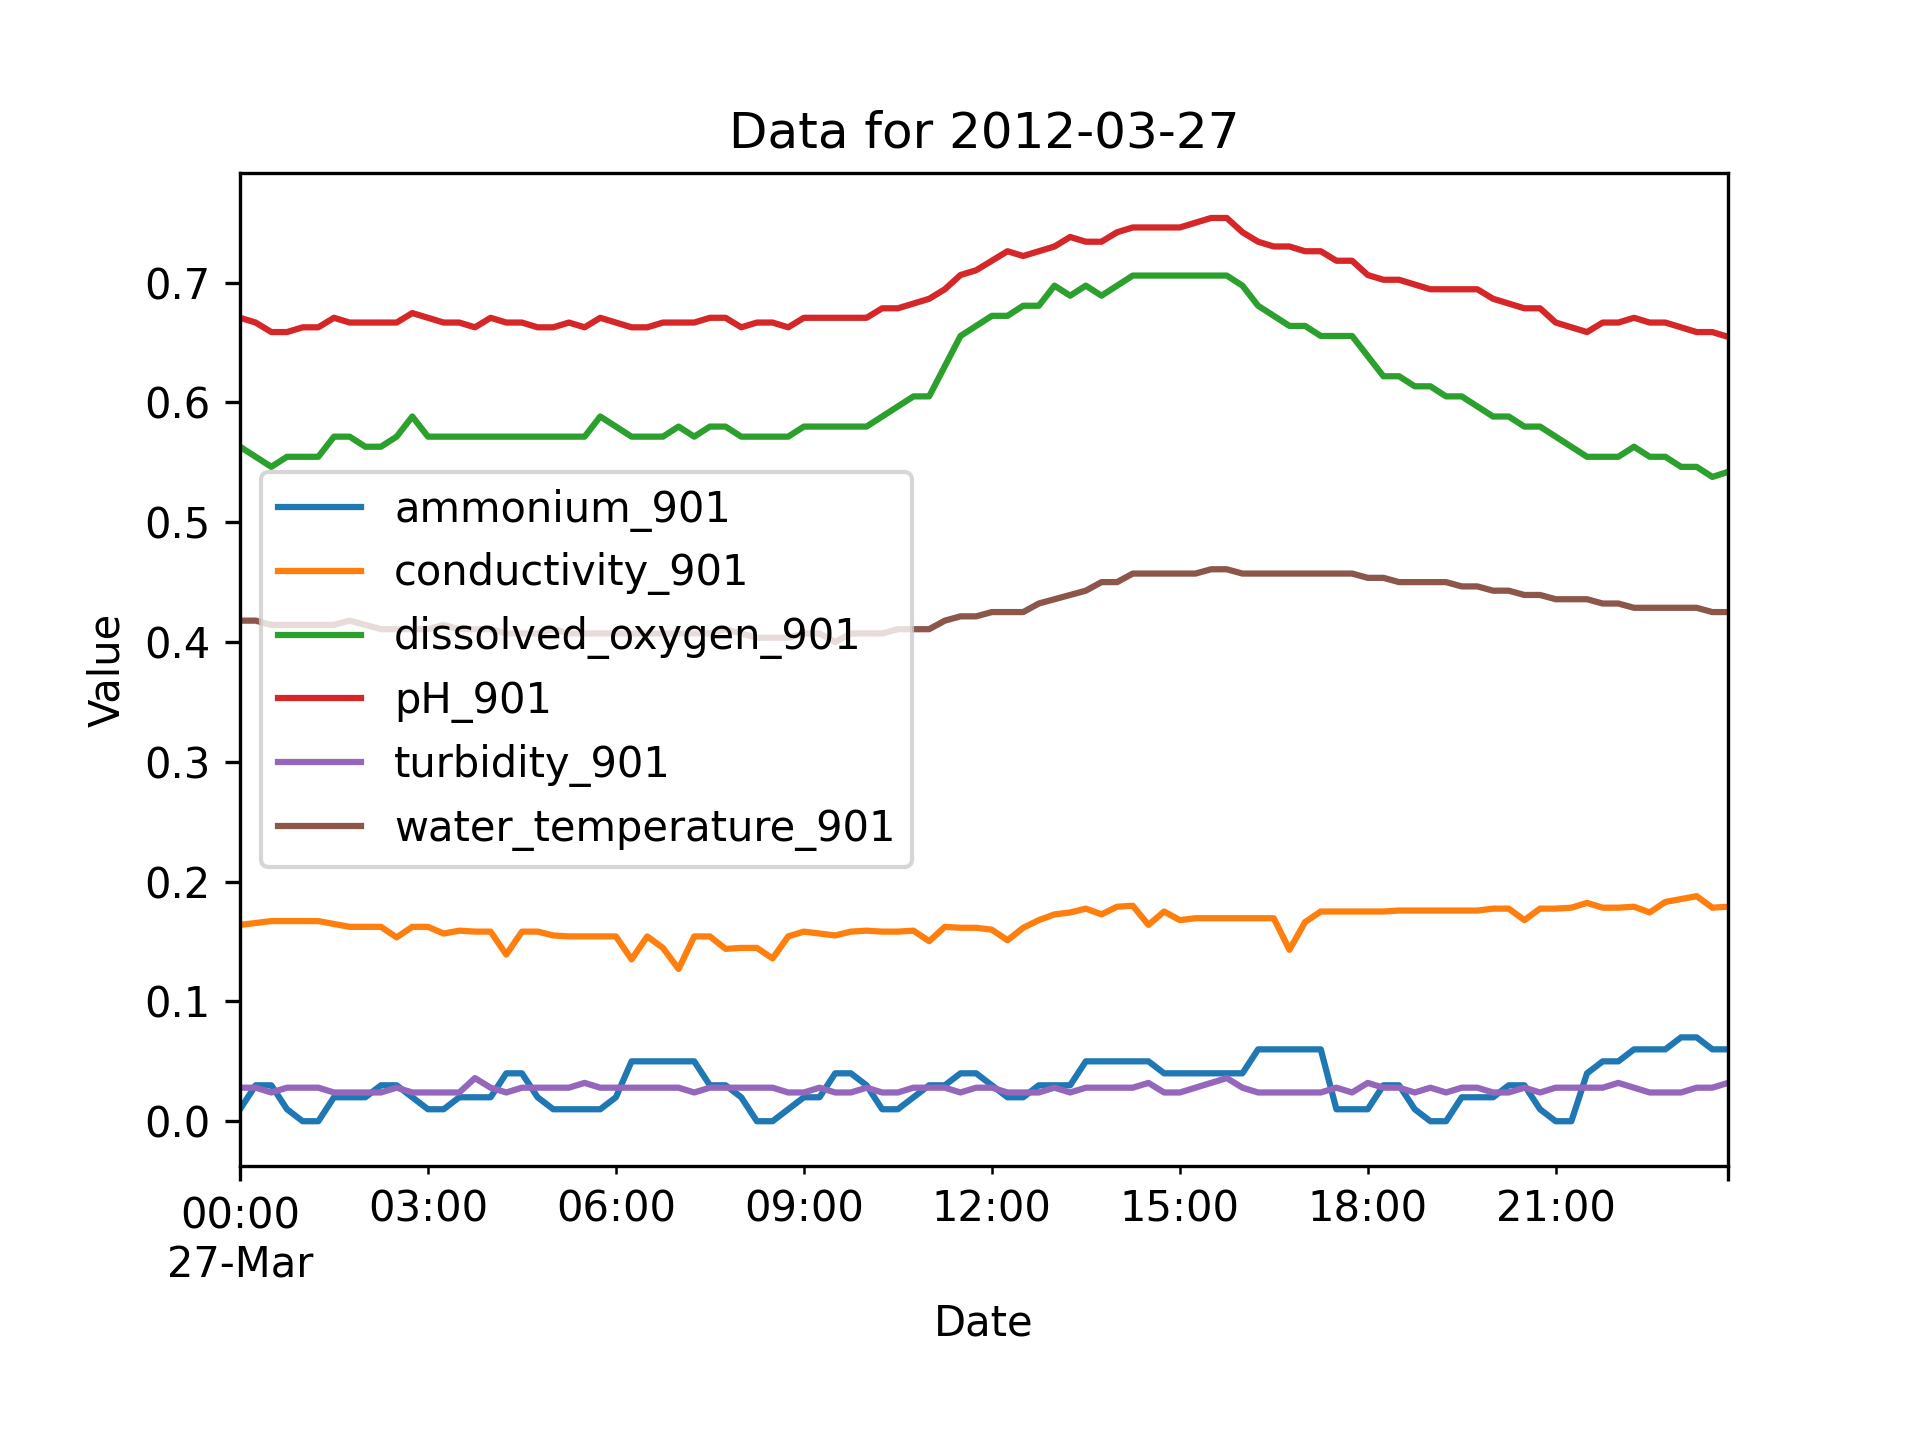 Data for 2012-03-27
Value
0.7
0.6
0.5
0.4
0.3
0.2
0.1
0.0
ammonium_901
conductivity_901
dissolved_oxygen_901
pH_901
turbidity_901
water_temperature_901
00:00 03:00 06:00 09:00 12:00 15:00 18:00 21:00
27-Mar
Date